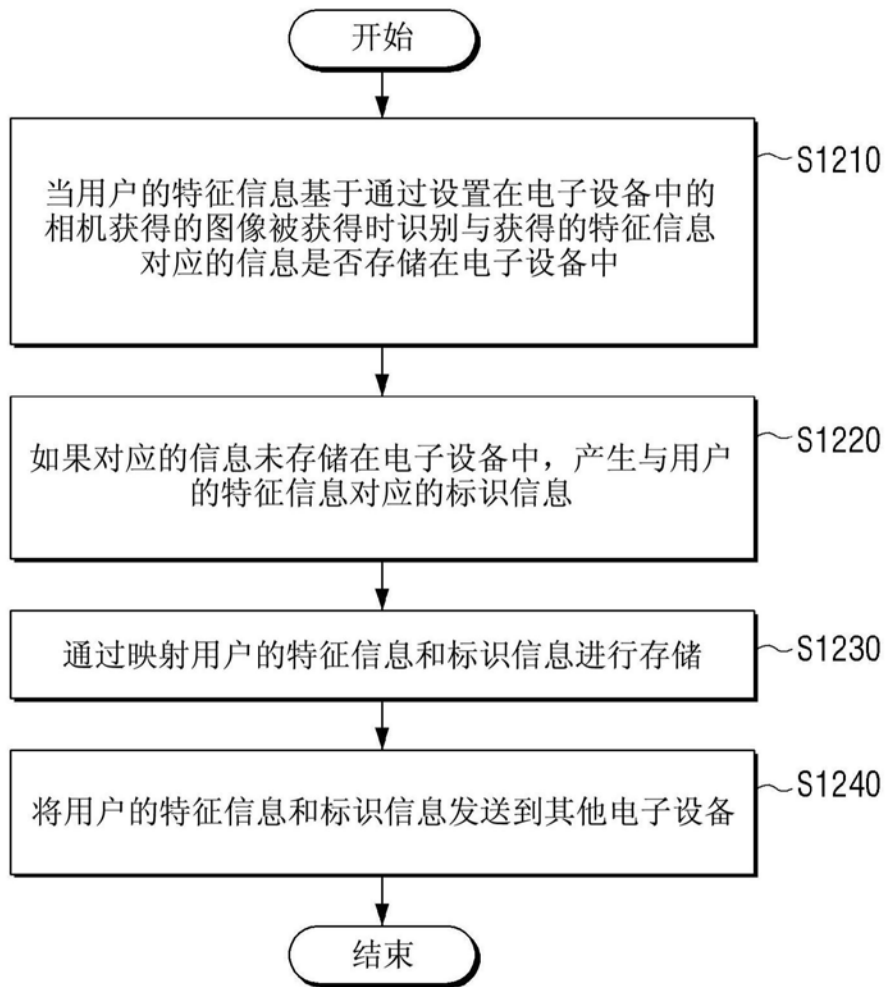 开始
S1210
当用户的特征信息基于通过设置在电子设备中的
相机获得的图像被获得时识别与获得的特征信息
对应的信息是否存储在电子设备中
S1220
如果对应的信息未存储在电子设备中，产生与用户
的特征信息对应的标识信息
S1230
通过映射用户的特征信息和标识信息进行存储
S1240
将用户的特征信息和标识信息发送到其他电子设备
结束